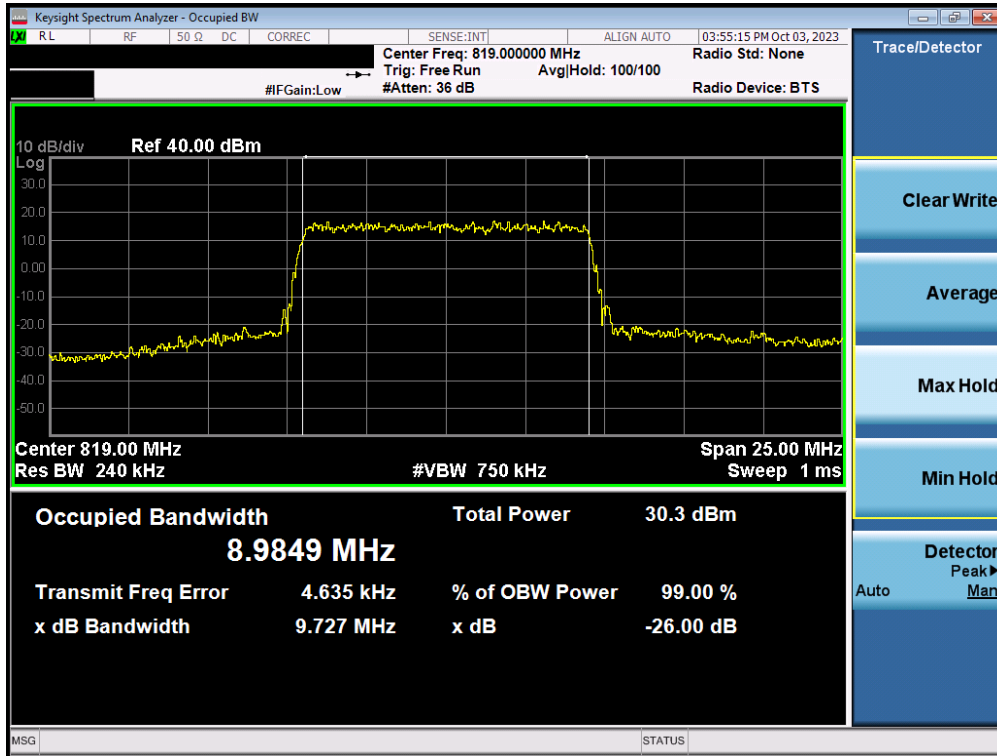 Keysight Spectrum Analyzer - Occupied BW
LXI RL RF 50 Ω DC CORREC SENSE:INT ALIGN AUTO 03:55:15 PM Oct 03, 2023
Center Freq: 819.000000 MHz Radio Std: None
Trig: Free Run Avg|Hold: 100/100
#IFGain:Low #Atten: 36 dB Radio Device: BTS
Trace/Detector
10 dB/div Ref 40.00 dBm
Log
30.0
20.0
10.0
0.00
-10.0
-20.0
-30.0
-40.0
-50.0
Center 819.00 MHz Span 25.00 MHz
Res BW 240 kHz #VBW 750 kHz Sweep 1 ms
Occupied Bandwidth Total Power 30.3 dBm
8.9849 MHz
Transmit Freq Error 4.635 kHz % of OBW Power 99.00 %
x dB Bandwidth 9.727 MHz x dB -26.00 dB
Clear Write
Average
Max Hold
Min Hold
Detector
Peak▶
Auto Man
MSG STATUS